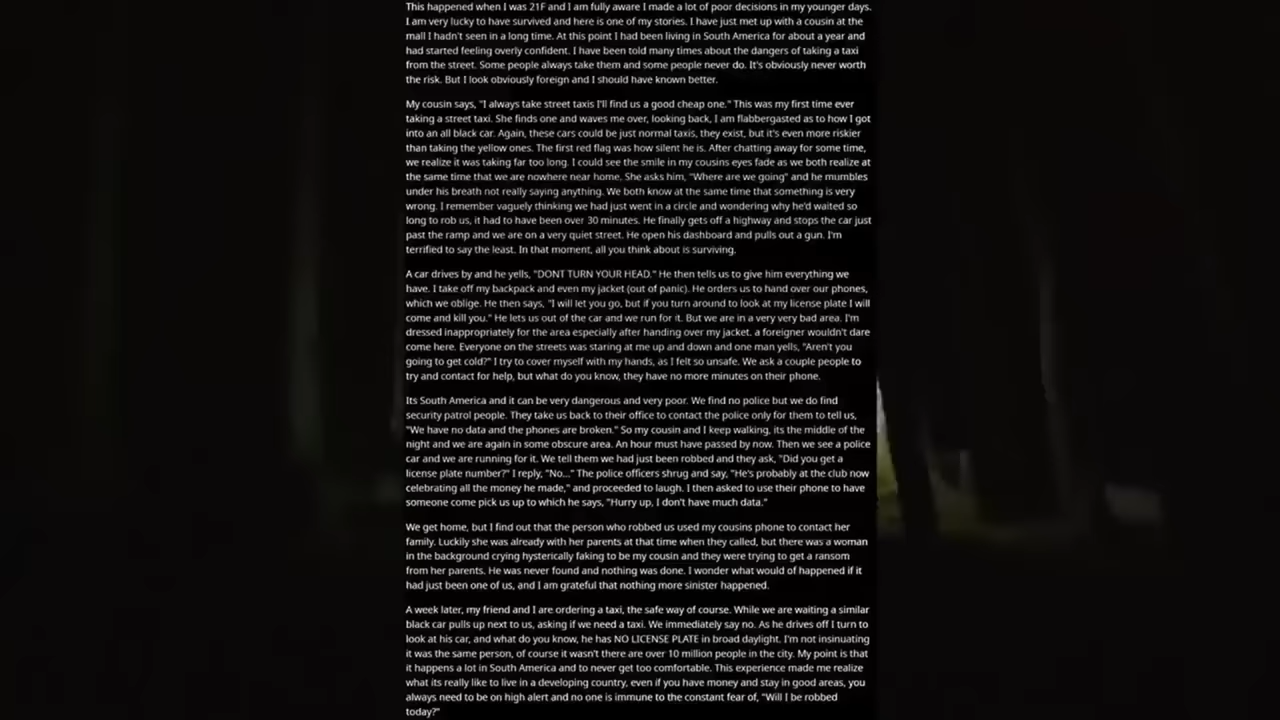 This happened when I was 21F and I am fully aware I made a lot of poor decisions in my younger days.
I am very lucky to have survived and here is one of my stories. I have just met up with a cousin at the
mall I hadn't seen in a long time. At this point I had been living in South America for about a year and
had started feeling overly confident. I have been told many times about the dangers of taking a taxi
from the street. Some people always take them and some people never do. It's obviously never worth
the risk. But I look obviously foreign and I should have known better.
My cousin says, "I always take street taxis I'll find us a good cheap one." This was my first time ever
taking a street taxi. She finds one and waves me over, looking back, I am flabbergasted as to how I got
into an all black car. Again, these cars could be just normal taxis, they exist, but it's even more riskier
than taking the yellow ones. The first red flag was how silent he is. After chatting away for some time,
we realize it was taking far too long. I could see the smile in my cousins eyes fade as we both realize at
the same time that we are nowhere near home. She asks him, "Where are we going" and he mumbles
under his breath not really saying anything. We both know at the same time that something is very
wrong. I remember vaguely thinking we had just went in a circle and wondering why he'd waited so
long to rob us, it had to have been over 30 minutes. He finally gets off a highway and stops the car just
past the ramp and we are on a very quiet street. He open his dashboard and pulls out a gun. I'm
terrified to say the least. In that moment, all you think about is surviving.
A car drives by and he yells, "DONT TURN YOUR HEAD." He then tells us to give him everything we
have. I take off my backpack and even my jacket (out of panic). He orders us to hand over our phones,
which we oblige. He then says, "I will let you go, but if you turn around to look at my license plate I will
come and kill you." He lets us out of the car and we run for it. But we are in a very very bad area. I'm
dressed inappropriately for the area especially after handing over my jacket. a foreigner wouldn't dare
come here. Everyone on the streets was staring at me up and down and one man yells, "Aren't you
going to get cold?" I try to cover myself with my hands, as I felt so unsafe. We ask a couple people to
try and contact for help, but what do you know, they have no more minutes on their phone.
Its South America and it can be very dangerous and very poor. We find no police but we do find
security patrol people. They take us back to their office to contact the police only for them to tell us,
"We have no data and the phones are broken." So my cousin and I keep walking, its the middle of the
night and we are again in some obscure area. An hour must have passed by now. Then we see a police
car and we are running for it. We tell them we had just been robbed and they ask, "Did you get a
license plate number?" I reply, "No..." The police officers shrug and say, "He's probably at the club now
celebrating all the money he made," and proceeded to laugh. I then asked to use their phone to have
someone come pick us up to which he says, "Hurry up, I don't have much data."
We get home, but I find out that the person who robbed us used my cousins phone to contact her
family. Luckily she was already with her parents at that time when they called, but there was a woman
in the background crying hysterically faking to be my cousin and they were trying to get a ransom
from her parents. He was never found and nothing was done. I wonder what would of happened if it
had just been one of us, and I am grateful that nothing more sinister happened.
A week later, my friend and I are ordering a taxi, the safe way of course. While we are waiting a similar
black car pulls up next to us, asking if we need a taxi. We immediately say no. As he drives off I turn to
look at his car, and what do you know, he has NO LICENSE PLATE in broad daylight. I'm not insinuating
it was the same person, of course it wasn't there are over 10 million people in the city. My point is that
it happens a lot in South America and to never get too comfortable. This experience made me realize
what its really like to live in a developing country, even if you have money and stay in good areas, you
always need to be on high alert and no one is immune to the constant fear of, "Will I be robbed
today?"